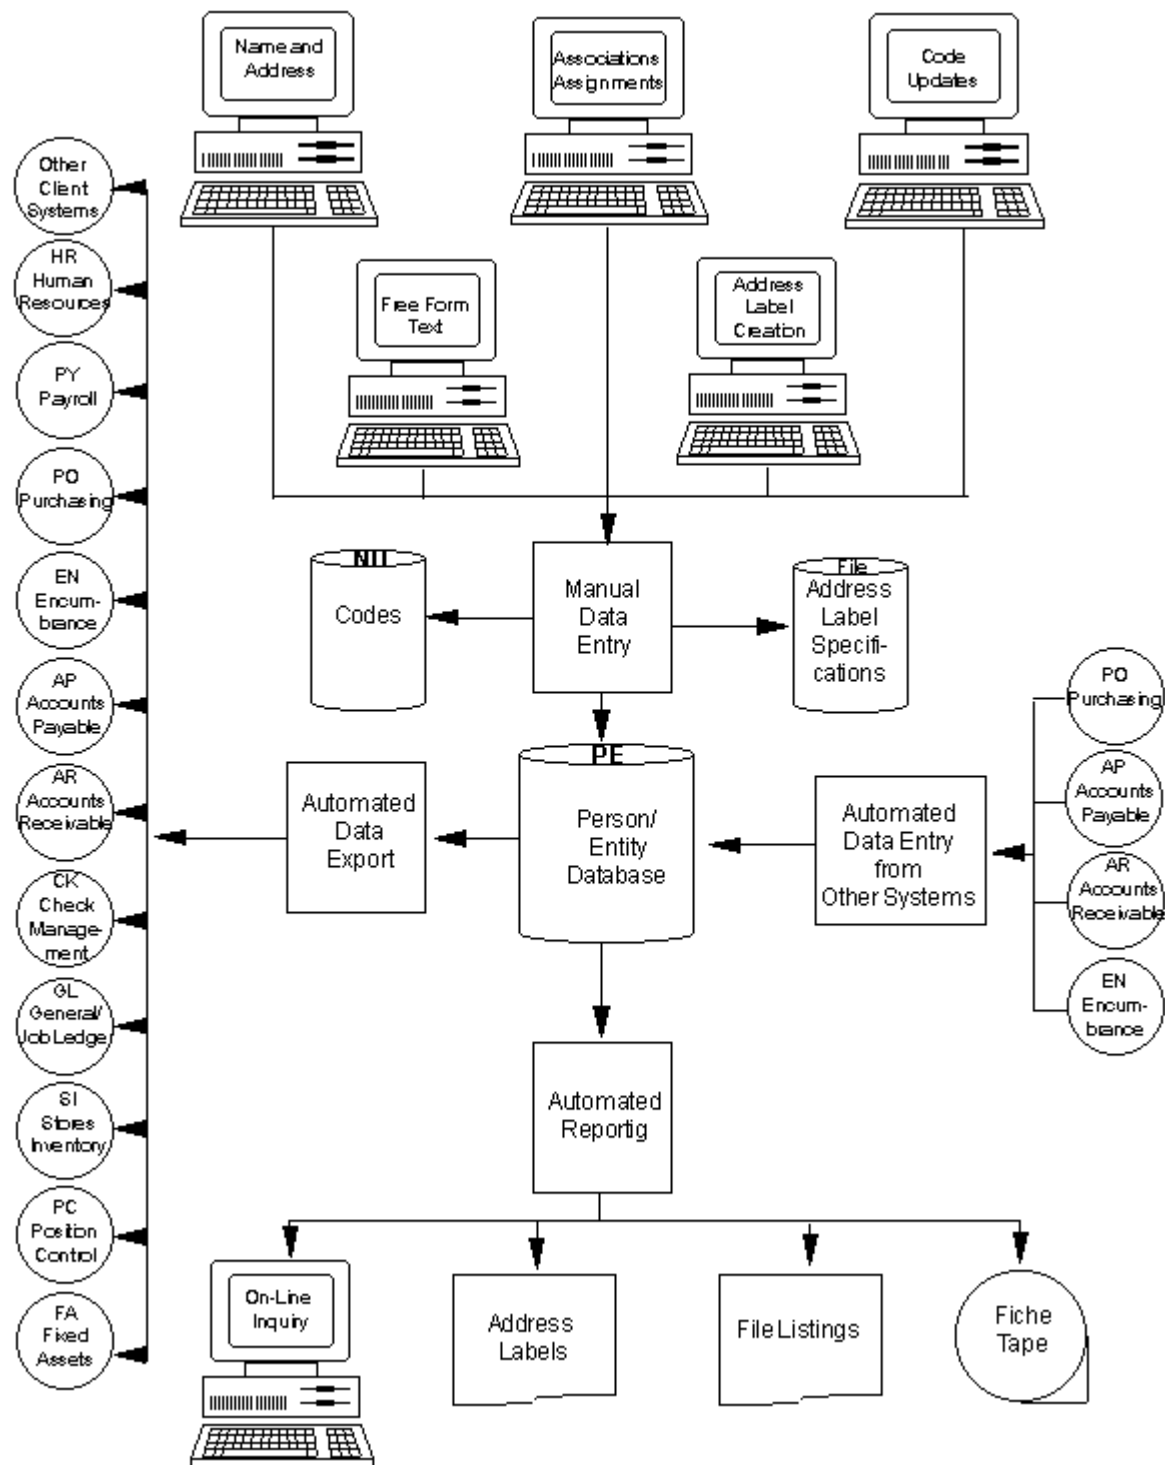 Name and
Address
Associations
Assignments
Code
Updates
Other
Client
Systems
HR
Human
Resources
Free Form
Text
Address
Label
Creation
PY
Payroll
PO
Purchasing
EN
Encum-
brance
AP
Accounts
Payable
AR
Accounts
Receivable
CK
Check
Manage-
ment
GL
General/
Job Ledger
SI
Stores
Inventory
PC
Position
Control
FA
Fixed
Assets
Codes
Manual
Data
Entry
File
Address
Label
Specifi-
cations
PE
Person/
Entity
Database
Automated
Data
Export
Automated
Data Entry
from
Other Systems
PO
Purchasing
AP
Accounts
Payable
AR
Accounts
Receivable
EN
Encum-
brance
Automated
Reportig
On-Line
Inquiry
Address
Labels
File Listings
Fiche
Tape